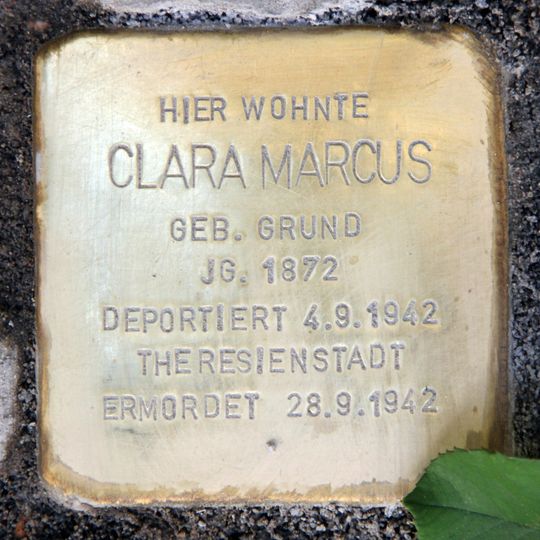 HIER WOHNTE
CLARA MARCUS
GEB. GRUND
JG. 1872
DEPORTIERT 4.9.1942
THERESIENSTADT
ERMORDET 28.9.1942